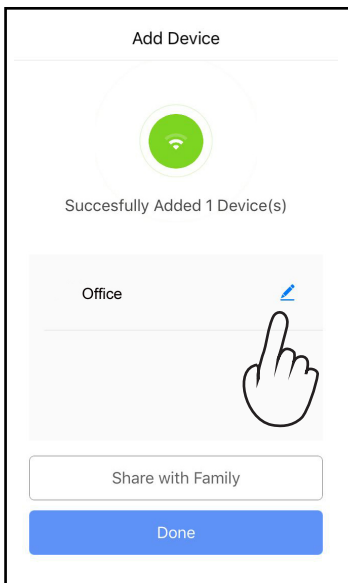 Add Device
Succesfully Added 1 Device(s)
Office
Share with Family
Done